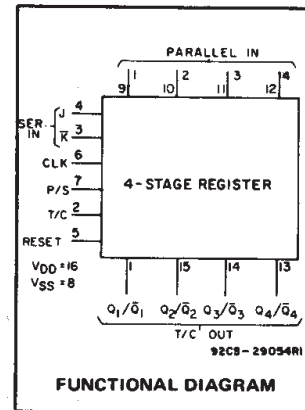 PARALLEL IN
1 2 3 14
9 10 11 12
J 4
SER. IN
K̅ 3
CLK 6
P/S 7
4-STAGE REGISTER
T/C 2
RESET 5
VDD =16
VSS =8
1 15 14 13
Q1/Q̅1 Q2/Q̅2 Q3/Q̅3 Q4/Q̅4
T/C OUT
92CS-29054RI
FUNCTIONAL DIAGRAM